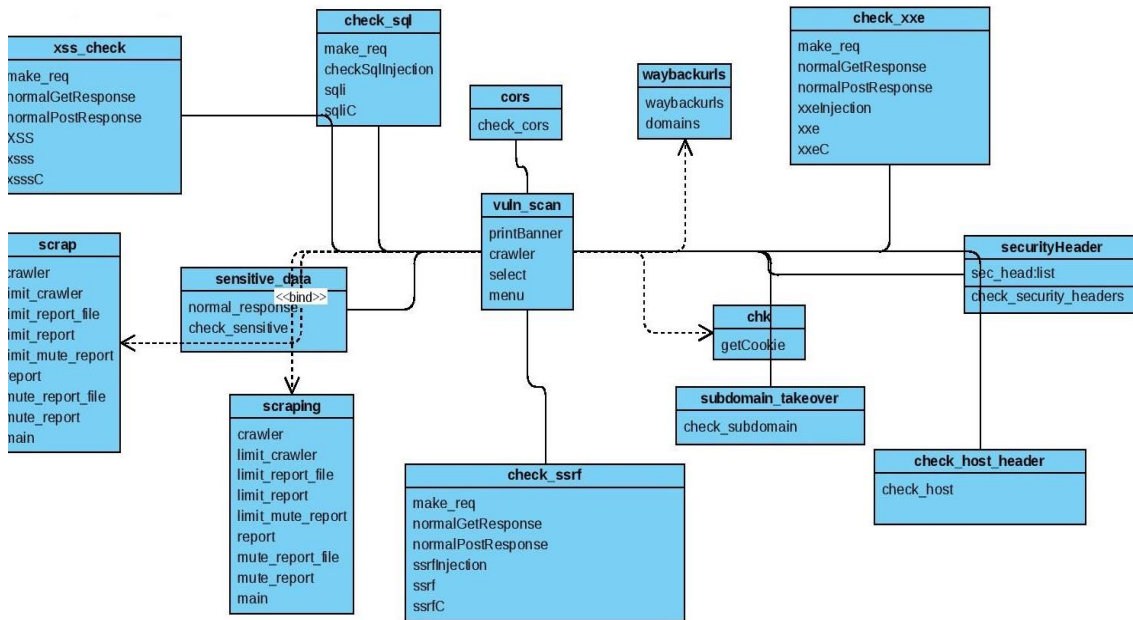 xss_check
make_req
normalGetResponse
normalPostResponse
XSS
xsss
xsssC
check_sql
make_req
checkSqlInjection
sqli
sqliC
cors
check_cors
waybackurls
waybackurls
domains
check_xxe
make_req
normalGetResponse
normalPostResponse
xxeInjection
xxe
xxeC
vuln_scan
printBanner
crawler
select
menu
scrap
crawler
limit_crawler
limit_report_file
limit_report
limit_mute_report
report
mute_report_file
mute_report
main
sensitive_data
<<bind>>
normal_response
check_sensitive
securityHeader
sec_head:list
check_security_headers
chk
getCookie
scraping
crawler
limit_crawler
limit_report_file
limit_report
limit_mute_report
report
mute_report_file
mute_report
main
subdomain_takeover
check_subdomain
check_ssrf
make_req
normalGetResponse
normalPostResponse
ssrfInjection
ssrf
ssrfC
check_host_header
check_host